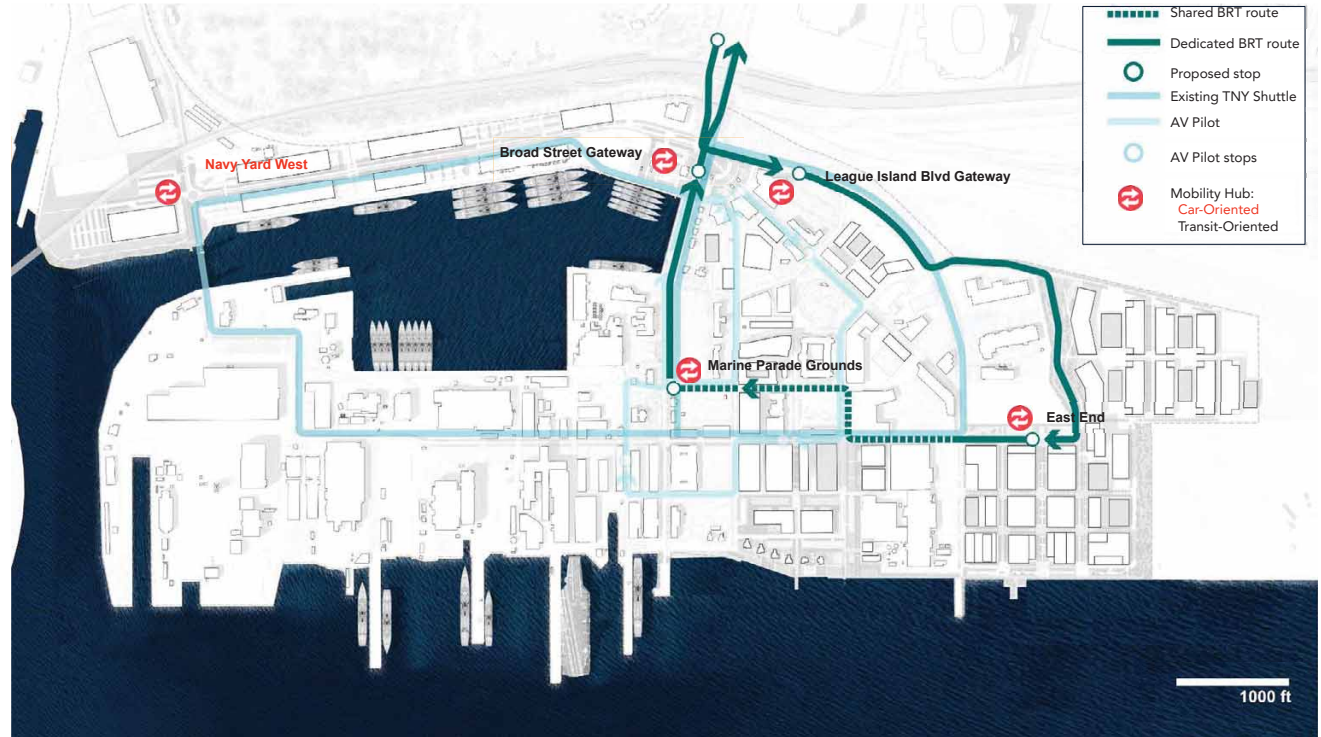 Shared BRT route
Dedicated BRT route
Proposed stop
Existing TNY Shuttle
AV Pilot
AV Pilot stops
Mobility Hub:
Car-Oriented
Transit-Oriented
Navy Yard West
Broad Street Gateway
League Island Blvd Gateway
Marine Parade Grounds
East End
1000 ft